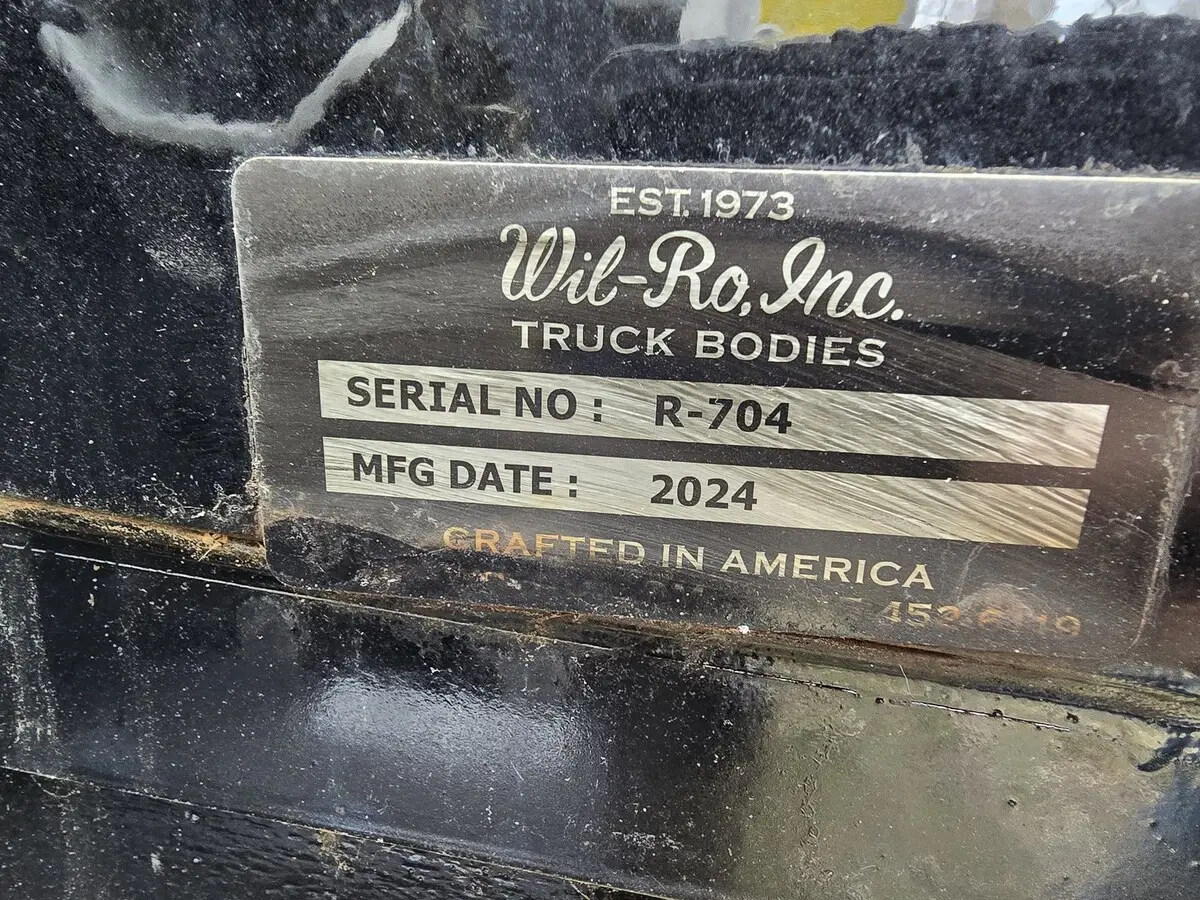 EST. 1973
Wil-Ro, Inc.
TRUCK BODIES
SERIAL NO : R-704
MFG DATE : 2024
CRAFTED IN AMERICA